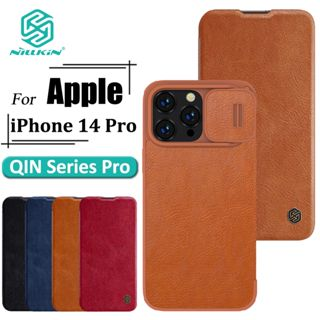 NILLKIN
For Apple
iPhone 14 Pro
QIN Series Pro